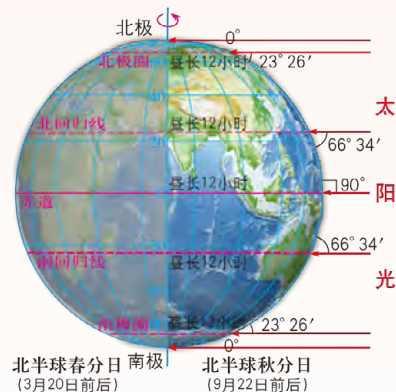 北极
0°
北极圈
昼长12小时
23°26′
太
北回归线
昼长12小时
66°34′
昼长12小时
90°
阳
赤道
66°34′
南回归线
昼长12小时
光
南极圈
昼长12小时
23°26′
0°
南极
北半球春分日
北半球秋分日
(3月20日前后)
(9月22日前后)